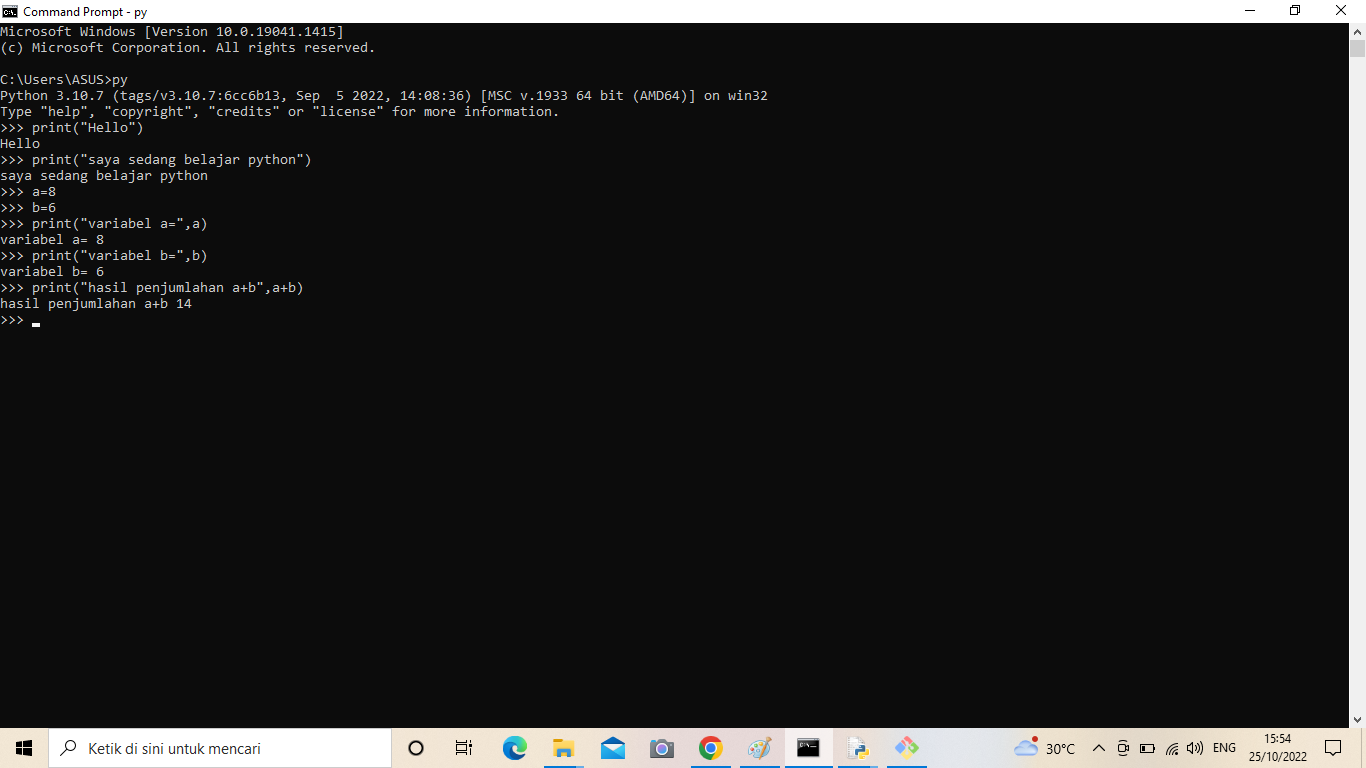 Command Prompt - py
Microsoft Windows [Version 10.0.19041.1415]
(c) Microsoft Corporation. All rights reserved.
C:\Users\ASUS>py
Python 3.10.7 (tags/v3.10.7:6cc6b13, Sep  5 2022, 14:08:36) [MSC v.1933 64 bit (AMD64)] on win32
Type "help", "copyright", "credits" or "license" for more information.
>>> print("Hello")
Hello
>>> print("saya sedang belajar python")
saya sedang belajar python
>>> a=8
>>> b=6
>>> print("variabel a=",a)
variabel a= 8
>>> print("variabel b=",b)
variabel b= 6
>>> print("hasil penjumlahan a+b",a+b)
hasil penjumlahan a+b 14
>>>
Ketik di sini untuk mencari
30°C
ENG
15:54
25/10/2022